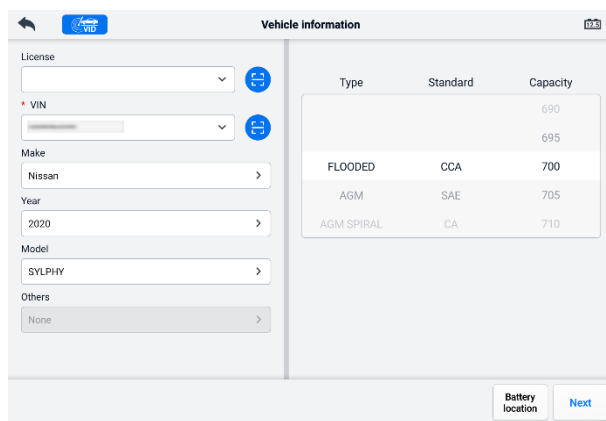 VID
Vehicle information
12.5
License
* VIN
Make
Nissan
Year
2020
Model
SYLPHY
Others
None
Type Standard Capacity
690
695
FLOODED CCA 700
AGM SAE 705
AGM SPIRAL CA 710
Battery
location
Next